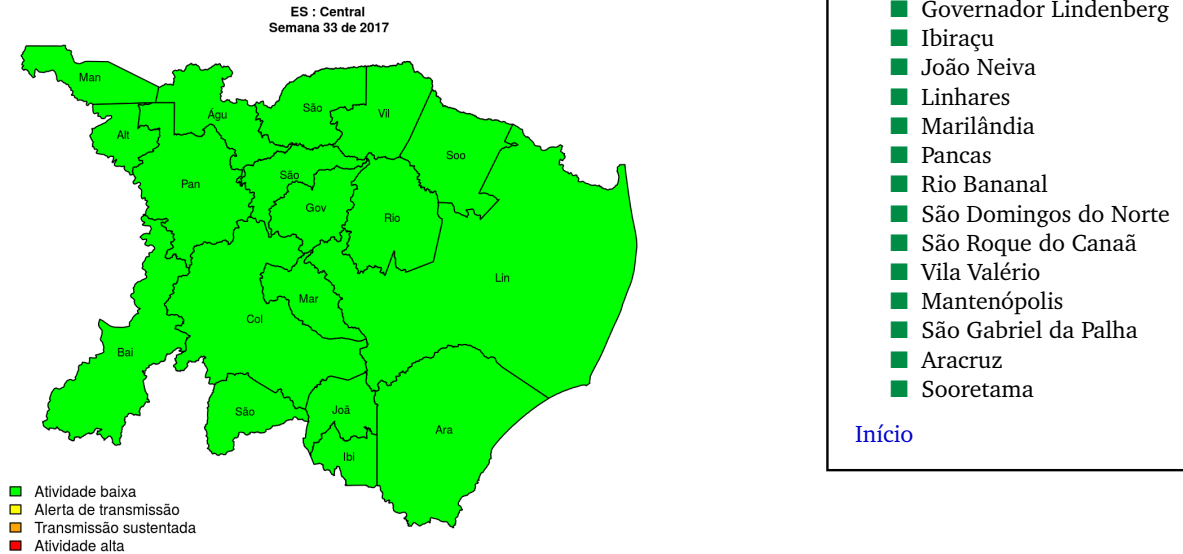 ES : Central
Semana 33 de 2017
Man
Águ
São
Vil
Alt
Soo
Pan
São
Gov
Rio
Lin
Mar
Col
Bai
São
Joã
Ara
Ibi
Atividade baixa
Alerta de transmissão
Transmissão sustentada
Atividade alta
Governador Lindenberg
Ibiraçu
João Neiva
Linhares
Marilândia
Pancas
Rio Bananal
São Domingos do Norte
São Roque do Canaã
Vila Valério
Mantenópolis
São Gabriel da Palha
Aracruz
Sooretama
Início